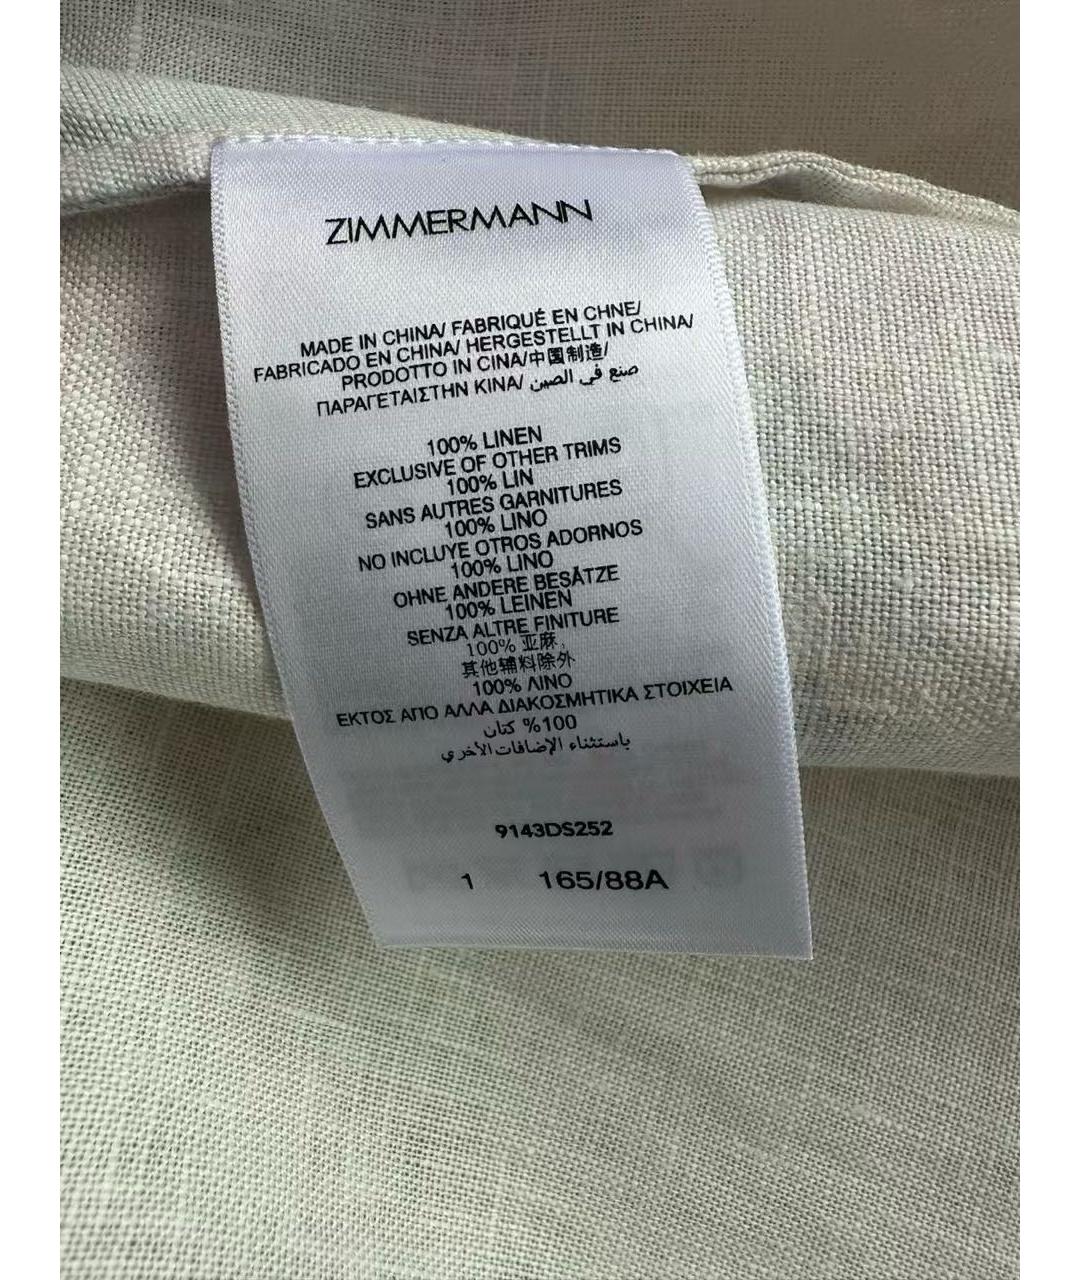 ZIMMERMANN
MADE IN CHINA/ FABRIQUÉ EN CHNE/
FABRICADO EN CHINA/ HERGESTELLT IN CHINA/
PRODOTTO IN CINA/中国制造/
ΠΑΡΑΓΕΤΑΙΣΤΗΝ ΚΙΝΑ/ صنع في الصين
100% LINEN
EXCLUSIVE OF OTHER TRIMS
100% LIN
SANS AUTRES GARNITURES
100% LINO
NO INCLUYE OTROS ADORNOS
100% LINO
OHNE ANDERE BESÄTZE
100% LEINEN
SENZA ALTRE FINITURE
100% 亚麻,
其他辅料除外
100% ΛΙΝΟ
ΕΚΤΟΣ ΑΠΟ ΑΛΛΑ ΔΙΑΚΟΣΜΗΤΙΚΑ ΣΤΟΙΧΕΙΑ
100% كتان
باستثناء الإضافات الأخري
9143DS252
1 165/88A